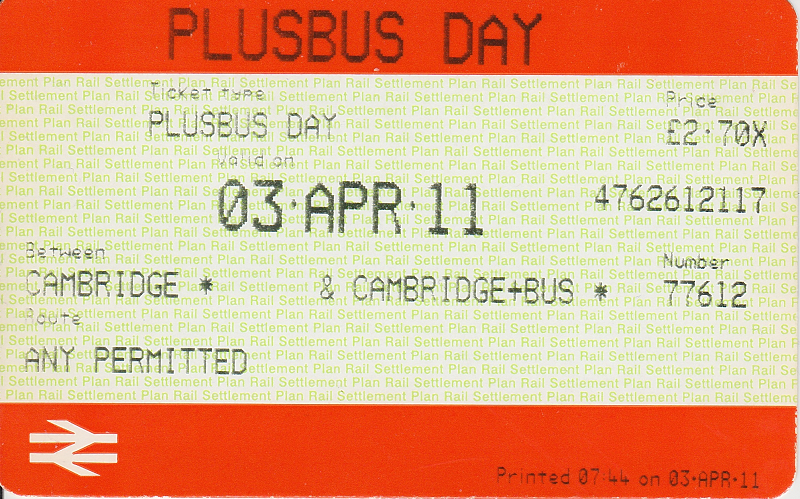 PLUSBUS DAY
Ticket type
Price
PLUSBUS DAY
£2·70X
Valid on
03·APR·11
4762612117
Between
Number
CAMBRIDGE * & CAMBRIDGE+BUS *
77612
Route
ANY PERMITTED
Printed 07:44 on 03·APR·11